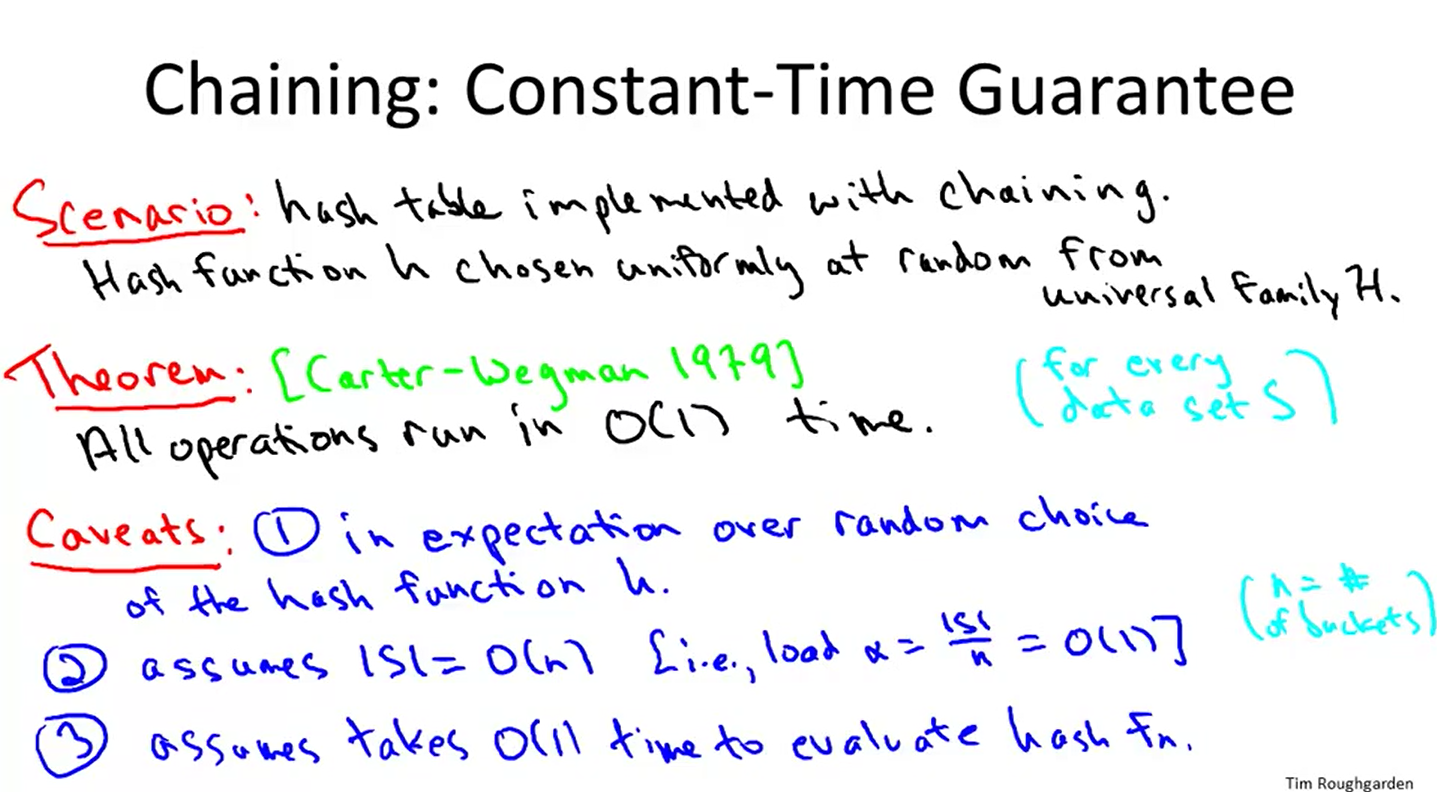 Chaining: Constant-Time Guarantee
Scenario: hash table implemented with chaining.
Hash function h chosen uniformly at random from
universal family H.
Theorem: [Carter-Wegman 1979]
All operations run in O(1) time.
(for every
data set S)
Caveats: ① in expectation over random choice
of the hash function h.
② assumes |S| = O(n) [i.e., load α = |S|/n = O(1)]
(n = #
of buckets)
③ assumes takes O(1) time to evaluate hash fn.
Tim Roughgarden